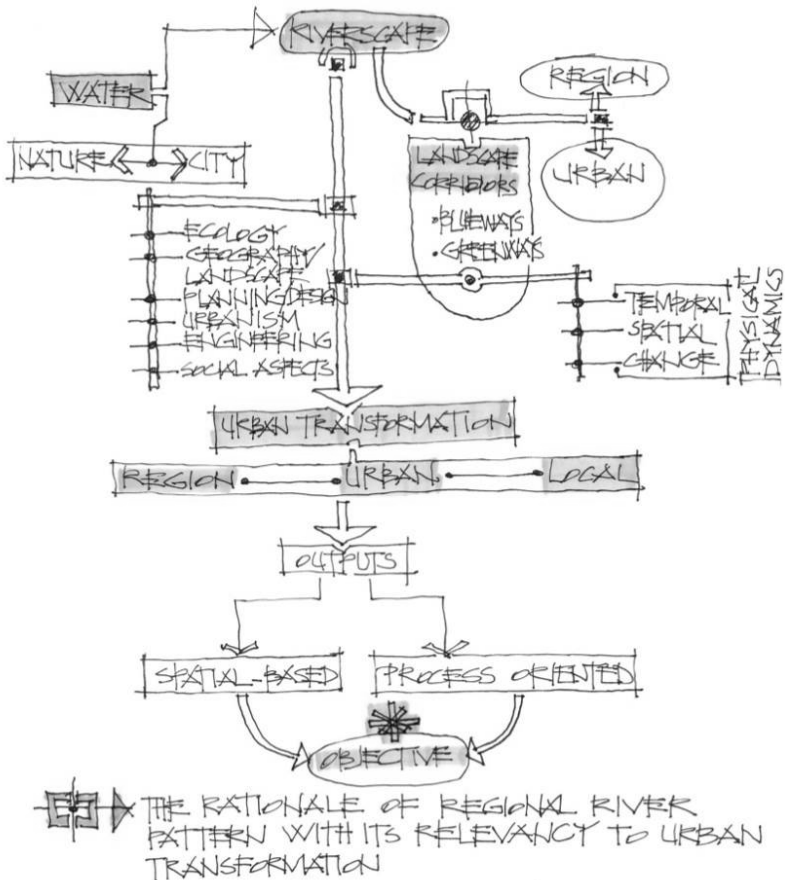 RIVERSCAPE
WATER
NATURE CITY
REGION
URBAN
LANDSCAPE
CORRIDORS
• BLUEWAYS
• GREENWAYS
ECOLOGY
GEOGRAPHY/
LANDSCAPE
PLANNING/DESIGN
URBANISM
ENGINEERING
SOCIAL ASPECTS
TEMPORAL
SPATIAL
CHANGE
PHYSICAL
DYNAMICS
URBAN TRANSFORMATION
REGION URBAN LOCAL
OUTPUTS
SPATIAL-BASED
PROCESS ORIENTED
OBJECTIVE
THE RATIONALE OF REGIONAL RIVER
PATTERN WITH ITS RELEVANCY TO URBAN
TRANSFORMATION